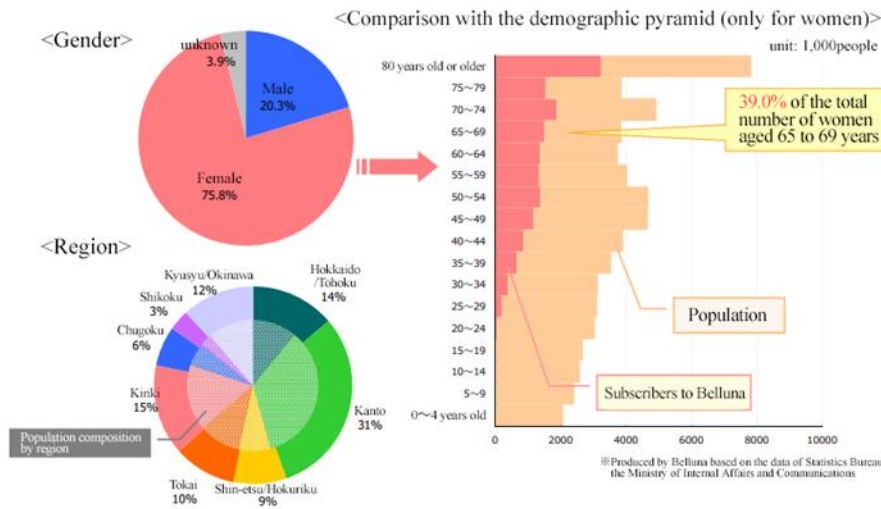 <Gender>
unknown
3.9%
Male
20.3%
Female
75.8%
<Region>
Kyusyu/Okinawa
12%
Hokkaido
/Tohoku
14%
Shikoku
3%
Chugoku
6%
Kinki
15%
Kanto
31%
Population composition
by region
Tokai
10%
Shin-etsu/Hokuriku
9%
<Comparison with the demographic pyramid (only for women)>
unit: 1,000people
80 years old or older
75～79
70～74
65～69
60～64
55～59
50～54
45～49
40～44
35～39
30～34
25～29
20～24
15～19
10～14
5～9
0～4 years old
39.0% of the total
number of women
aged 65 to 69 years
Population
Subscribers to Belluna
0
2000
4000
6000
8000
10000
※Produced by Belluna based on the data of Statistics Bureau,
the Ministry of Internal Affairs and Communications